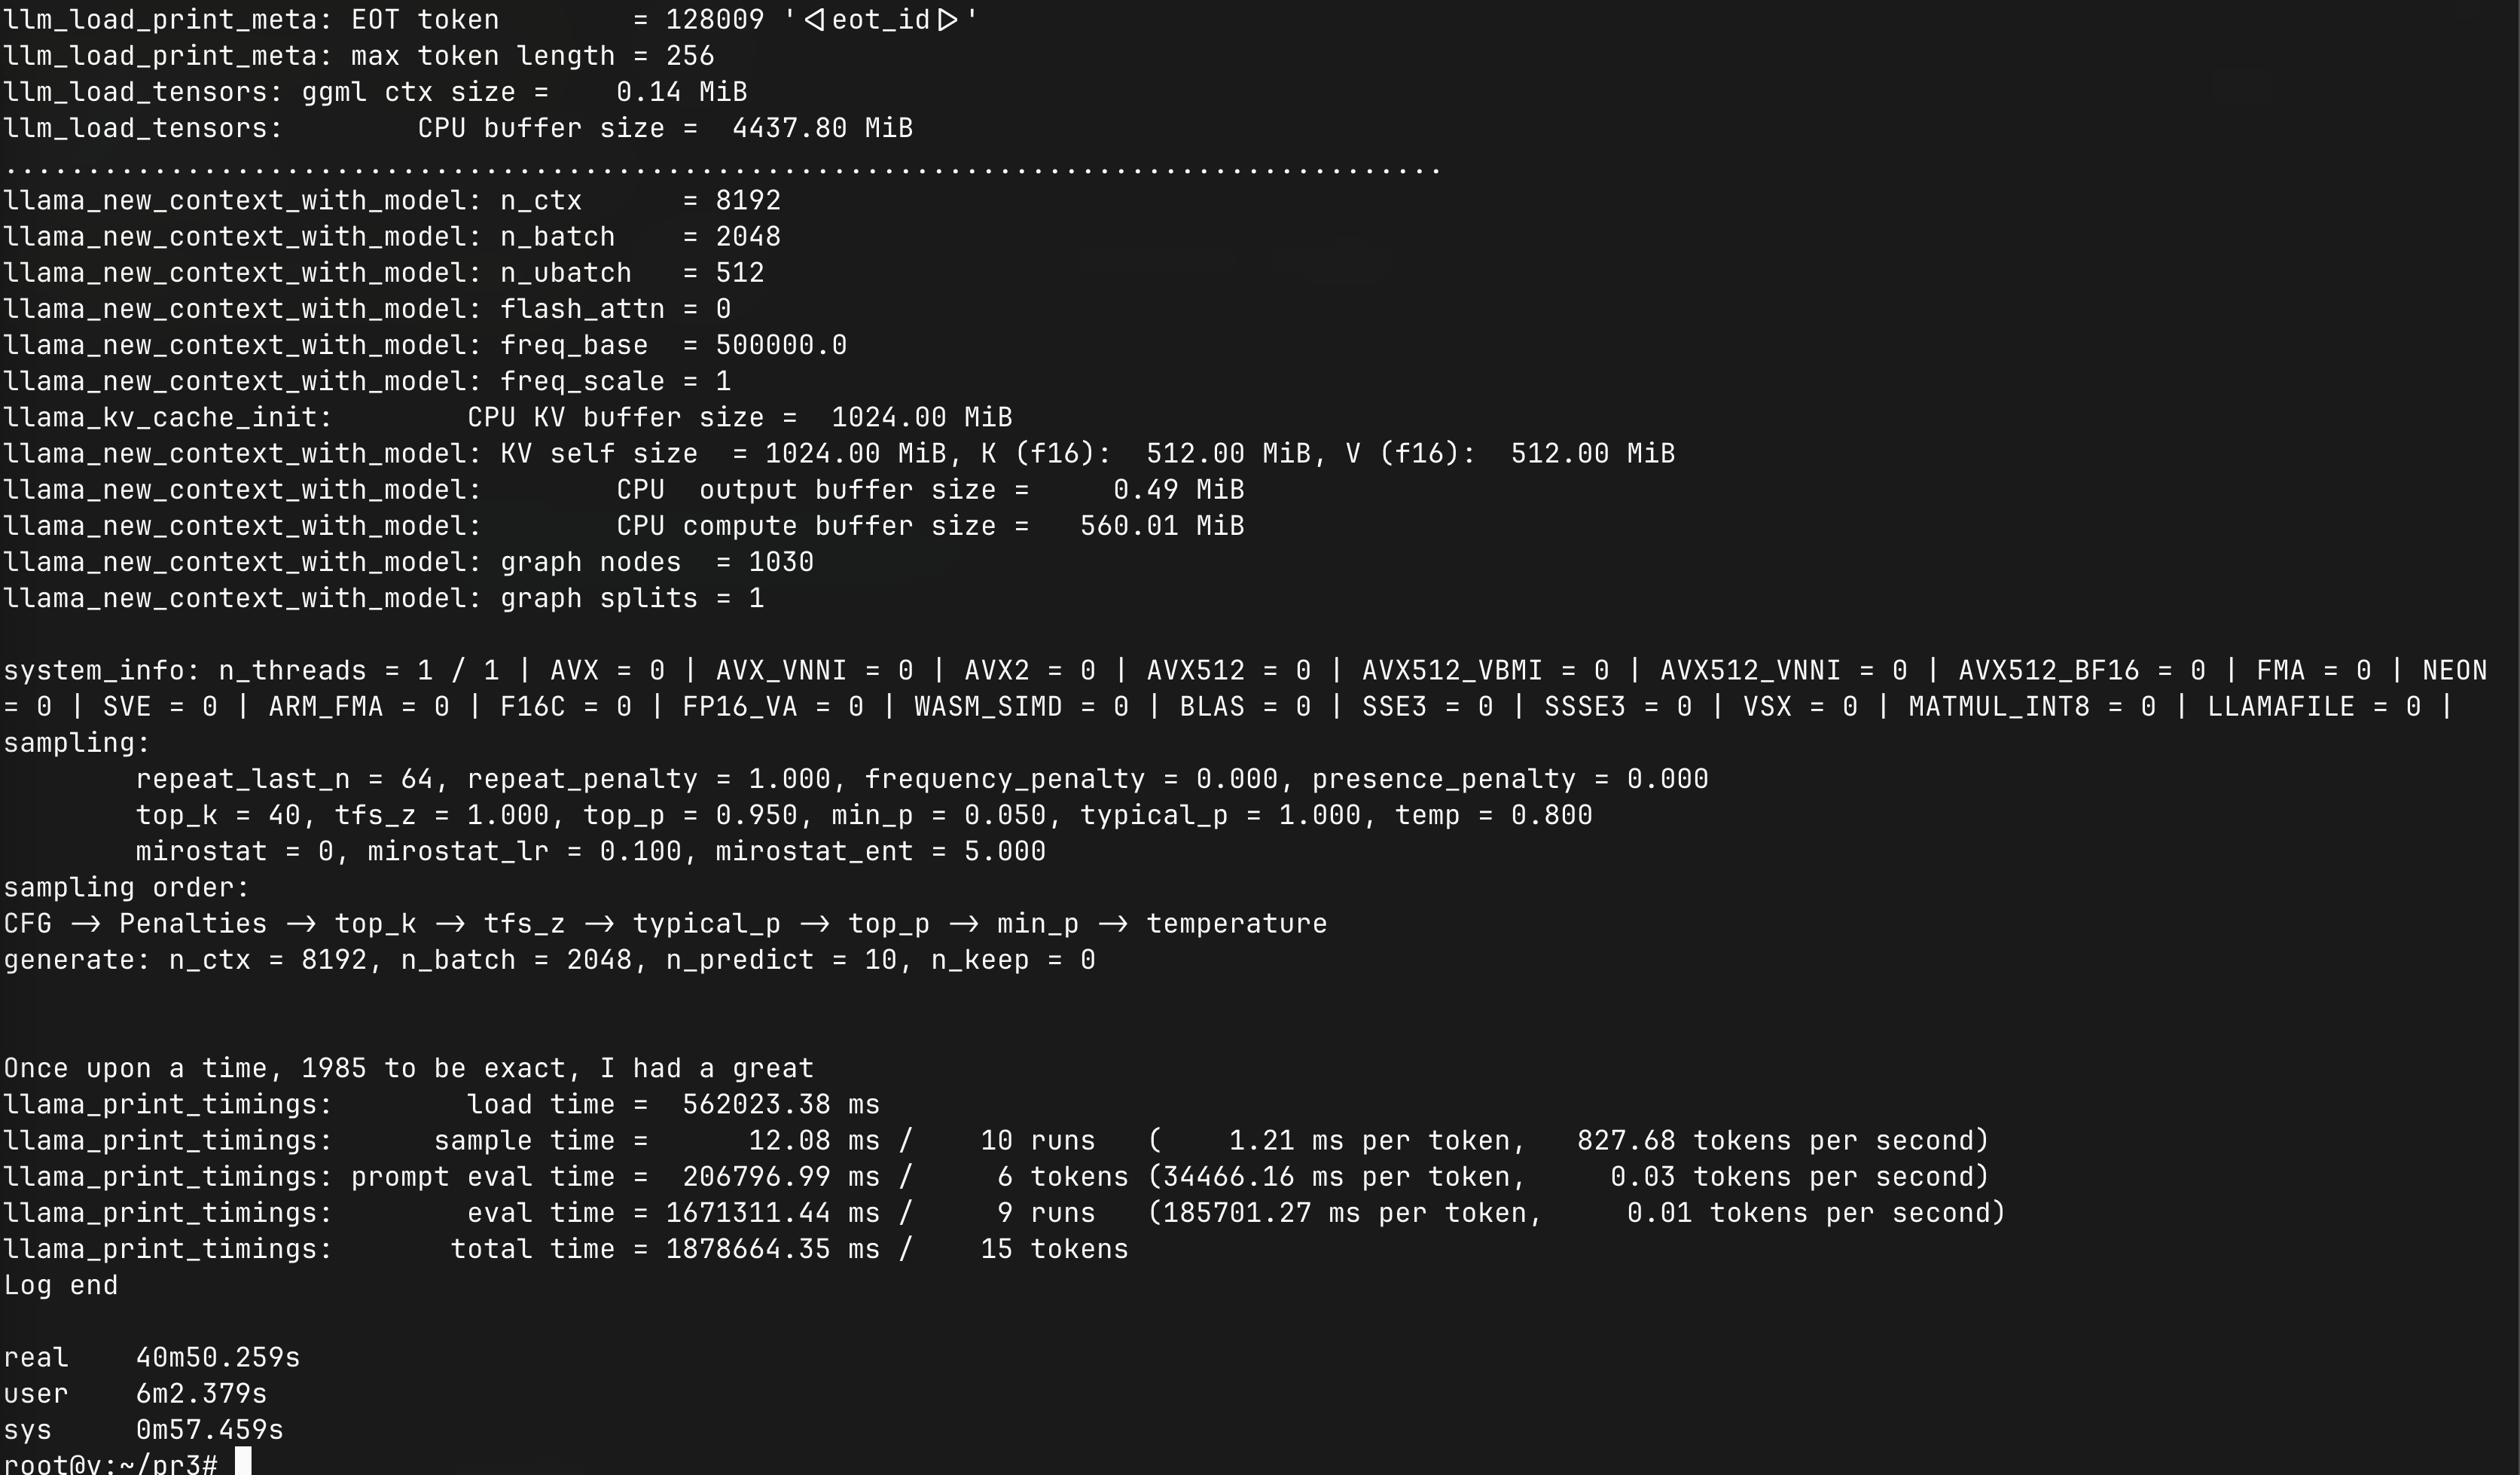 llm_load_print_meta: EOT token        = 128009 '<|eot_id|>'
llm_load_print_meta: max token length = 256
llm_load_tensors: ggml ctx size =    0.14 MiB
llm_load_tensors:        CPU buffer size =  4437.80 MiB
.......................................................................................
llama_new_context_with_model: n_ctx      = 8192
llama_new_context_with_model: n_batch    = 2048
llama_new_context_with_model: n_ubatch   = 512
llama_new_context_with_model: flash_attn = 0
llama_new_context_with_model: freq_base  = 500000.0
llama_new_context_with_model: freq_scale = 1
llama_kv_cache_init:        CPU KV buffer size =  1024.00 MiB
llama_new_context_with_model: KV self size  = 1024.00 MiB, K (f16):  512.00 MiB, V (f16):  512.00 MiB
llama_new_context_with_model:        CPU  output buffer size =     0.49 MiB
llama_new_context_with_model:        CPU compute buffer size =   560.01 MiB
llama_new_context_with_model: graph nodes  = 1030
llama_new_context_with_model: graph splits = 1

system_info: n_threads = 1 / 1 | AVX = 0 | AVX_VNNI = 0 | AVX2 = 0 | AVX512 = 0 | AVX512_VBMI = 0 | AVX512_VNNI = 0 | AVX512_BF16 = 0 | FMA = 0 | NEON
= 0 | SVE = 0 | ARM_FMA = 0 | F16C = 0 | FP16_VA = 0 | WASM_SIMD = 0 | BLAS = 0 | SSE3 = 0 | SSSE3 = 0 | VSX = 0 | MATMUL_INT8 = 0 | LLAMAFILE = 0 |
sampling:
        repeat_last_n = 64, repeat_penalty = 1.000, frequency_penalty = 0.000, presence_penalty = 0.000
        top_k = 40, tfs_z = 1.000, top_p = 0.950, min_p = 0.050, typical_p = 1.000, temp = 0.800
        mirostat = 0, mirostat_lr = 0.100, mirostat_ent = 5.000
sampling order:
CFG -> Penalties -> top_k -> tfs_z -> typical_p -> top_p -> min_p -> temperature
generate: n_ctx = 8192, n_batch = 2048, n_predict = 10, n_keep = 0

Once upon a time, 1985 to be exact, I had a great
llama_print_timings:        load time =  562023.38 ms
llama_print_timings:      sample time =      12.08 ms /    10 runs   (    1.21 ms per token,   827.68 tokens per second)
llama_print_timings: prompt eval time =  206796.99 ms /     6 tokens (34466.16 ms per token,     0.03 tokens per second)
llama_print_timings:        eval time = 1671311.44 ms /     9 runs   (185701.27 ms per token,     0.01 tokens per second)
llama_print_timings:       total time = 1878664.35 ms /    15 tokens
Log end

real    40m50.259s
user    6m2.379s
sys     0m57.459s
root@v:~/pr3#